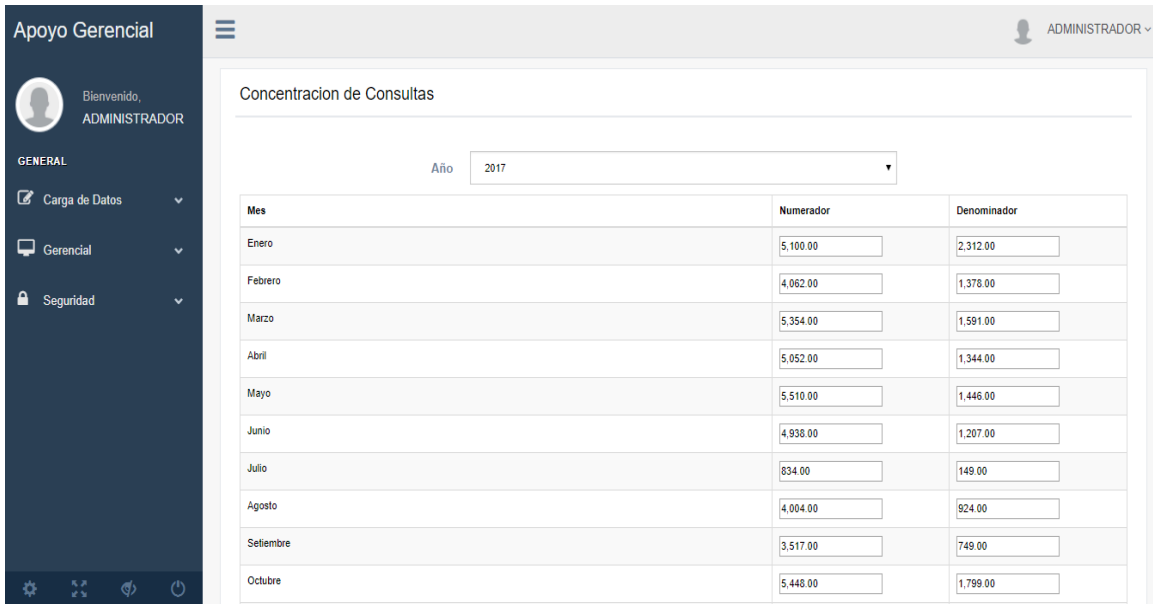 Apoyo Gerencial
ADMINISTRADOR
Bienvenido,
ADMINISTRADOR
GENERAL
Carga de Datos
Gerencial
Seguridad
Concentracion de Consultas
Año 2017
Mes Numerador Denominador
Enero 5,100.00 2,312.00
Febrero 4,062.00 1,378.00
Marzo 5,354.00 1,591.00
Abril 5,052.00 1,344.00
Mayo 5,510.00 1,446.00
Junio 4,938.00 1,207.00
Julio 834.00 149.00
Agosto 4,004.00 924.00
Setiembre 3,517.00 749.00
Octubre 5,448.00 1,799.00